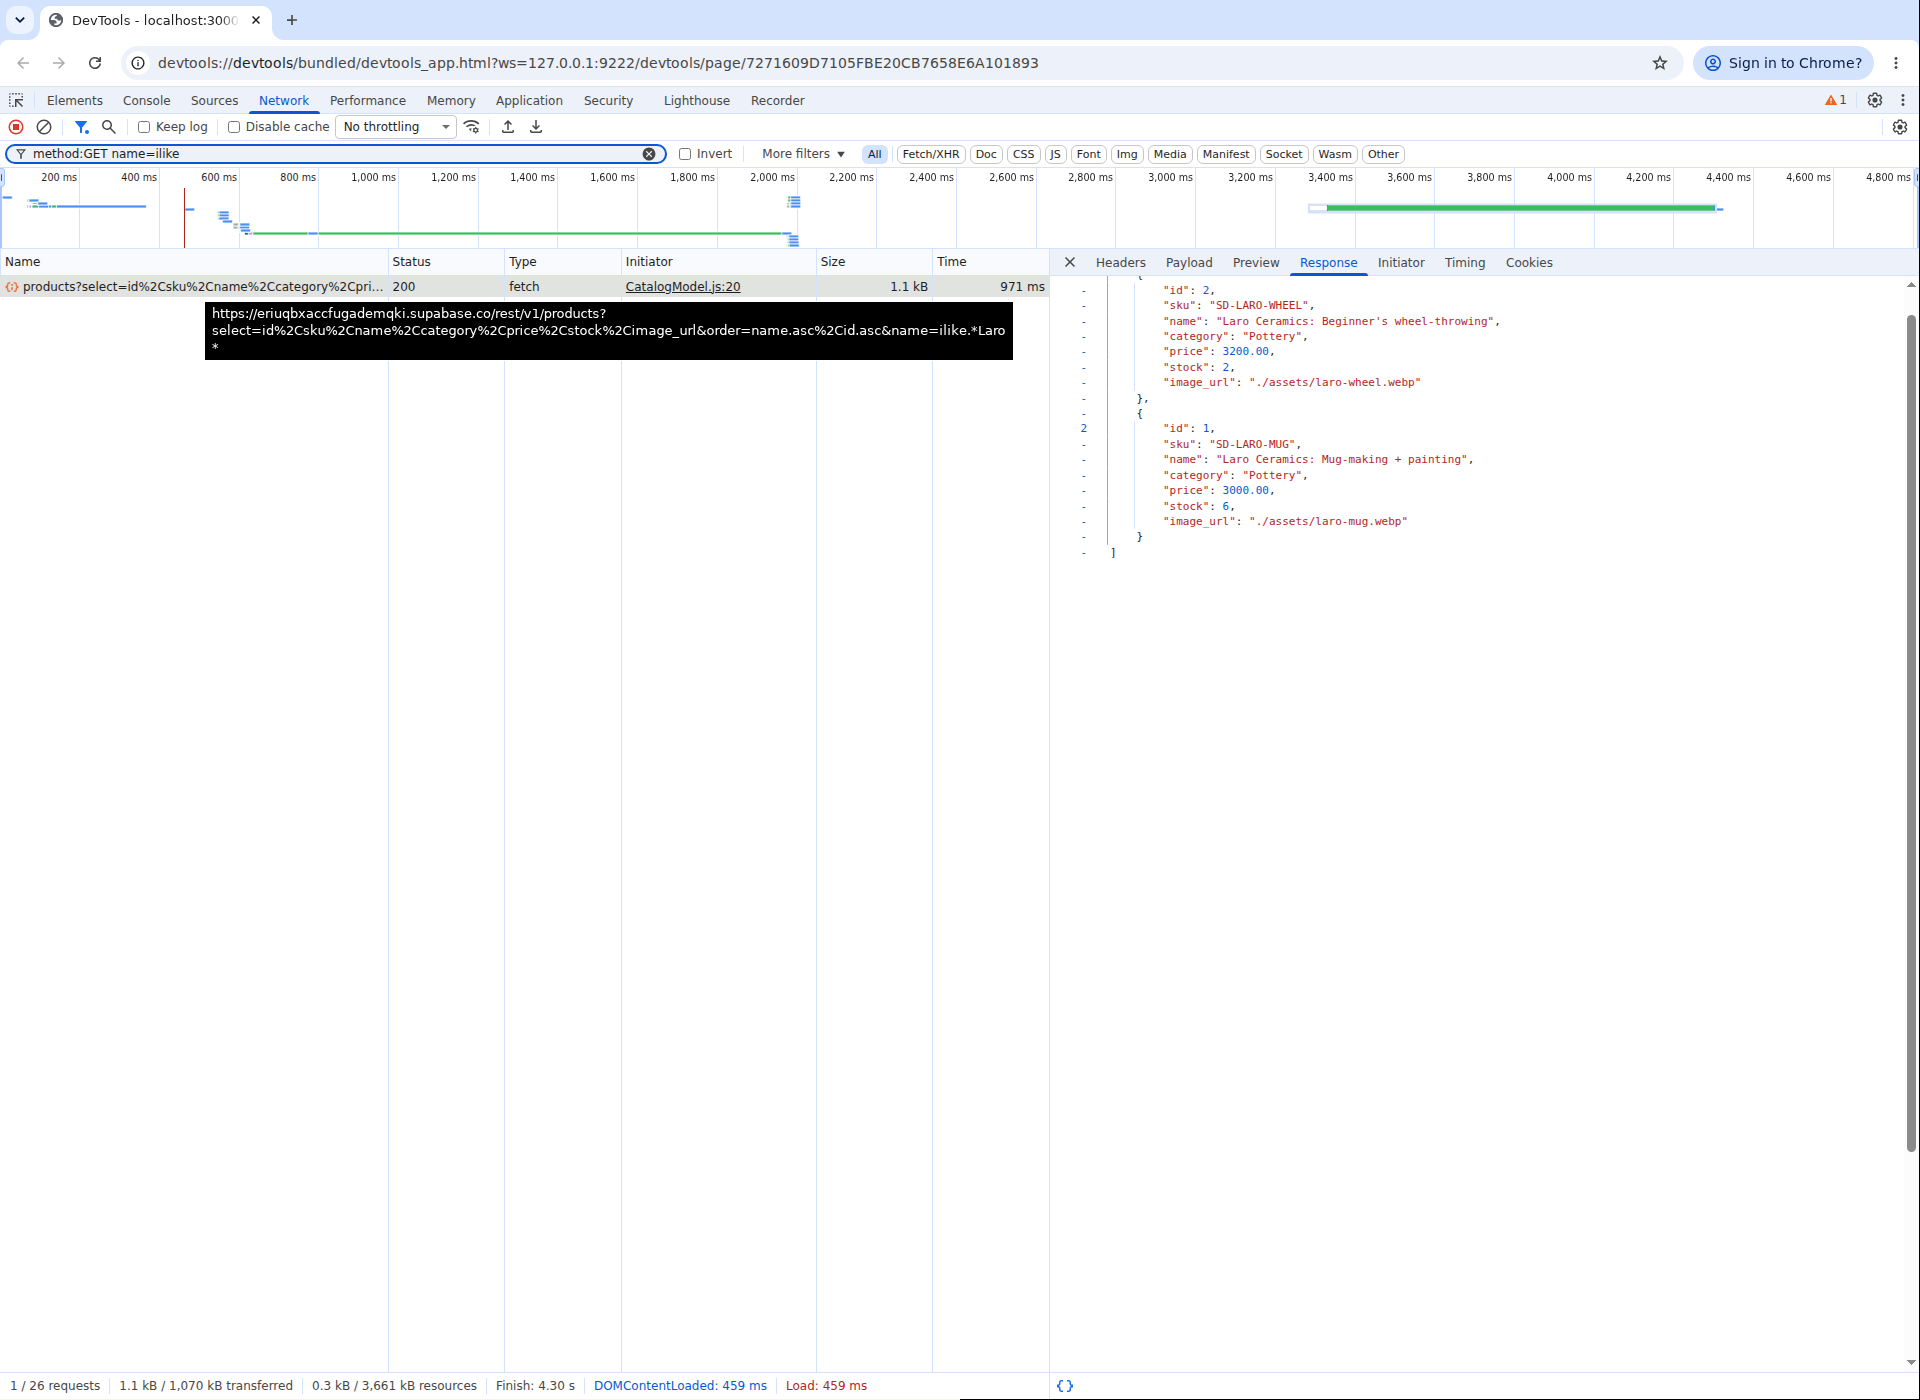 DevTools - localhost:3000
devtools://devtools/bundled/devtools_app.html?ws=127.0.0.1:9222/devtools/page/7271609D7105FBE20CB7658E6A101893
Sign in to Chrome?
Elements Console Sources Network Performance Memory Application Security Lighthouse Recorder 1
Keep log Disable cache No throttling
method:GET name=ilike Invert More filters All Fetch/XHR Doc CSS JS Font Img Media Manifest Socket Wasm Other
200 ms 400 ms 600 ms 800 ms 1,000 ms 1,200 ms 1,400 ms 1,600 ms 1,800 ms 2,000 ms 2,200 ms 2,400 ms 2,600 ms 2,800 ms 3,000 ms 3,200 ms 3,400 ms 3,600 ms 3,800 ms 4,000 ms 4,200 ms 4,400 ms 4,600 ms 4,800 ms
Name Status Type Initiator Size Time
products?select=id%2Csku%2Cname%2Ccategory%2Cpri... 200 fetch CatalogModel.js:20 1.1 kB 971 ms
https://eriuqbxaccfugademqki.supabase.co/rest/v1/products?
select=id%2Csku%2Cname%2Ccategory%2Cprice%2Cstock%2Cimage_url&order=name.asc%2Cid.asc&name=ilike.*Laro
*
Headers Payload Preview Response Initiator Timing Cookies
{
- "id": 2,
- "sku": "SD-LARO-WHEEL",
- "name": "Laro Ceramics: Beginner's wheel-throwing",
- "category": "Pottery",
- "price": 3200.00,
- "stock": 2,
- "image_url": "./assets/laro-wheel.webp"
- },
- {
2 "id": 1,
- "sku": "SD-LARO-MUG",
- "name": "Laro Ceramics: Mug-making + painting",
- "category": "Pottery",
- "price": 3000.00,
- "stock": 6,
- "image_url": "./assets/laro-mug.webp"
- }
- ]
1 / 26 requests 1.1 kB / 1,070 kB transferred 0.3 kB / 3,661 kB resources Finish: 4.30 s DOMContentLoaded: 459 ms Load: 459 ms {}